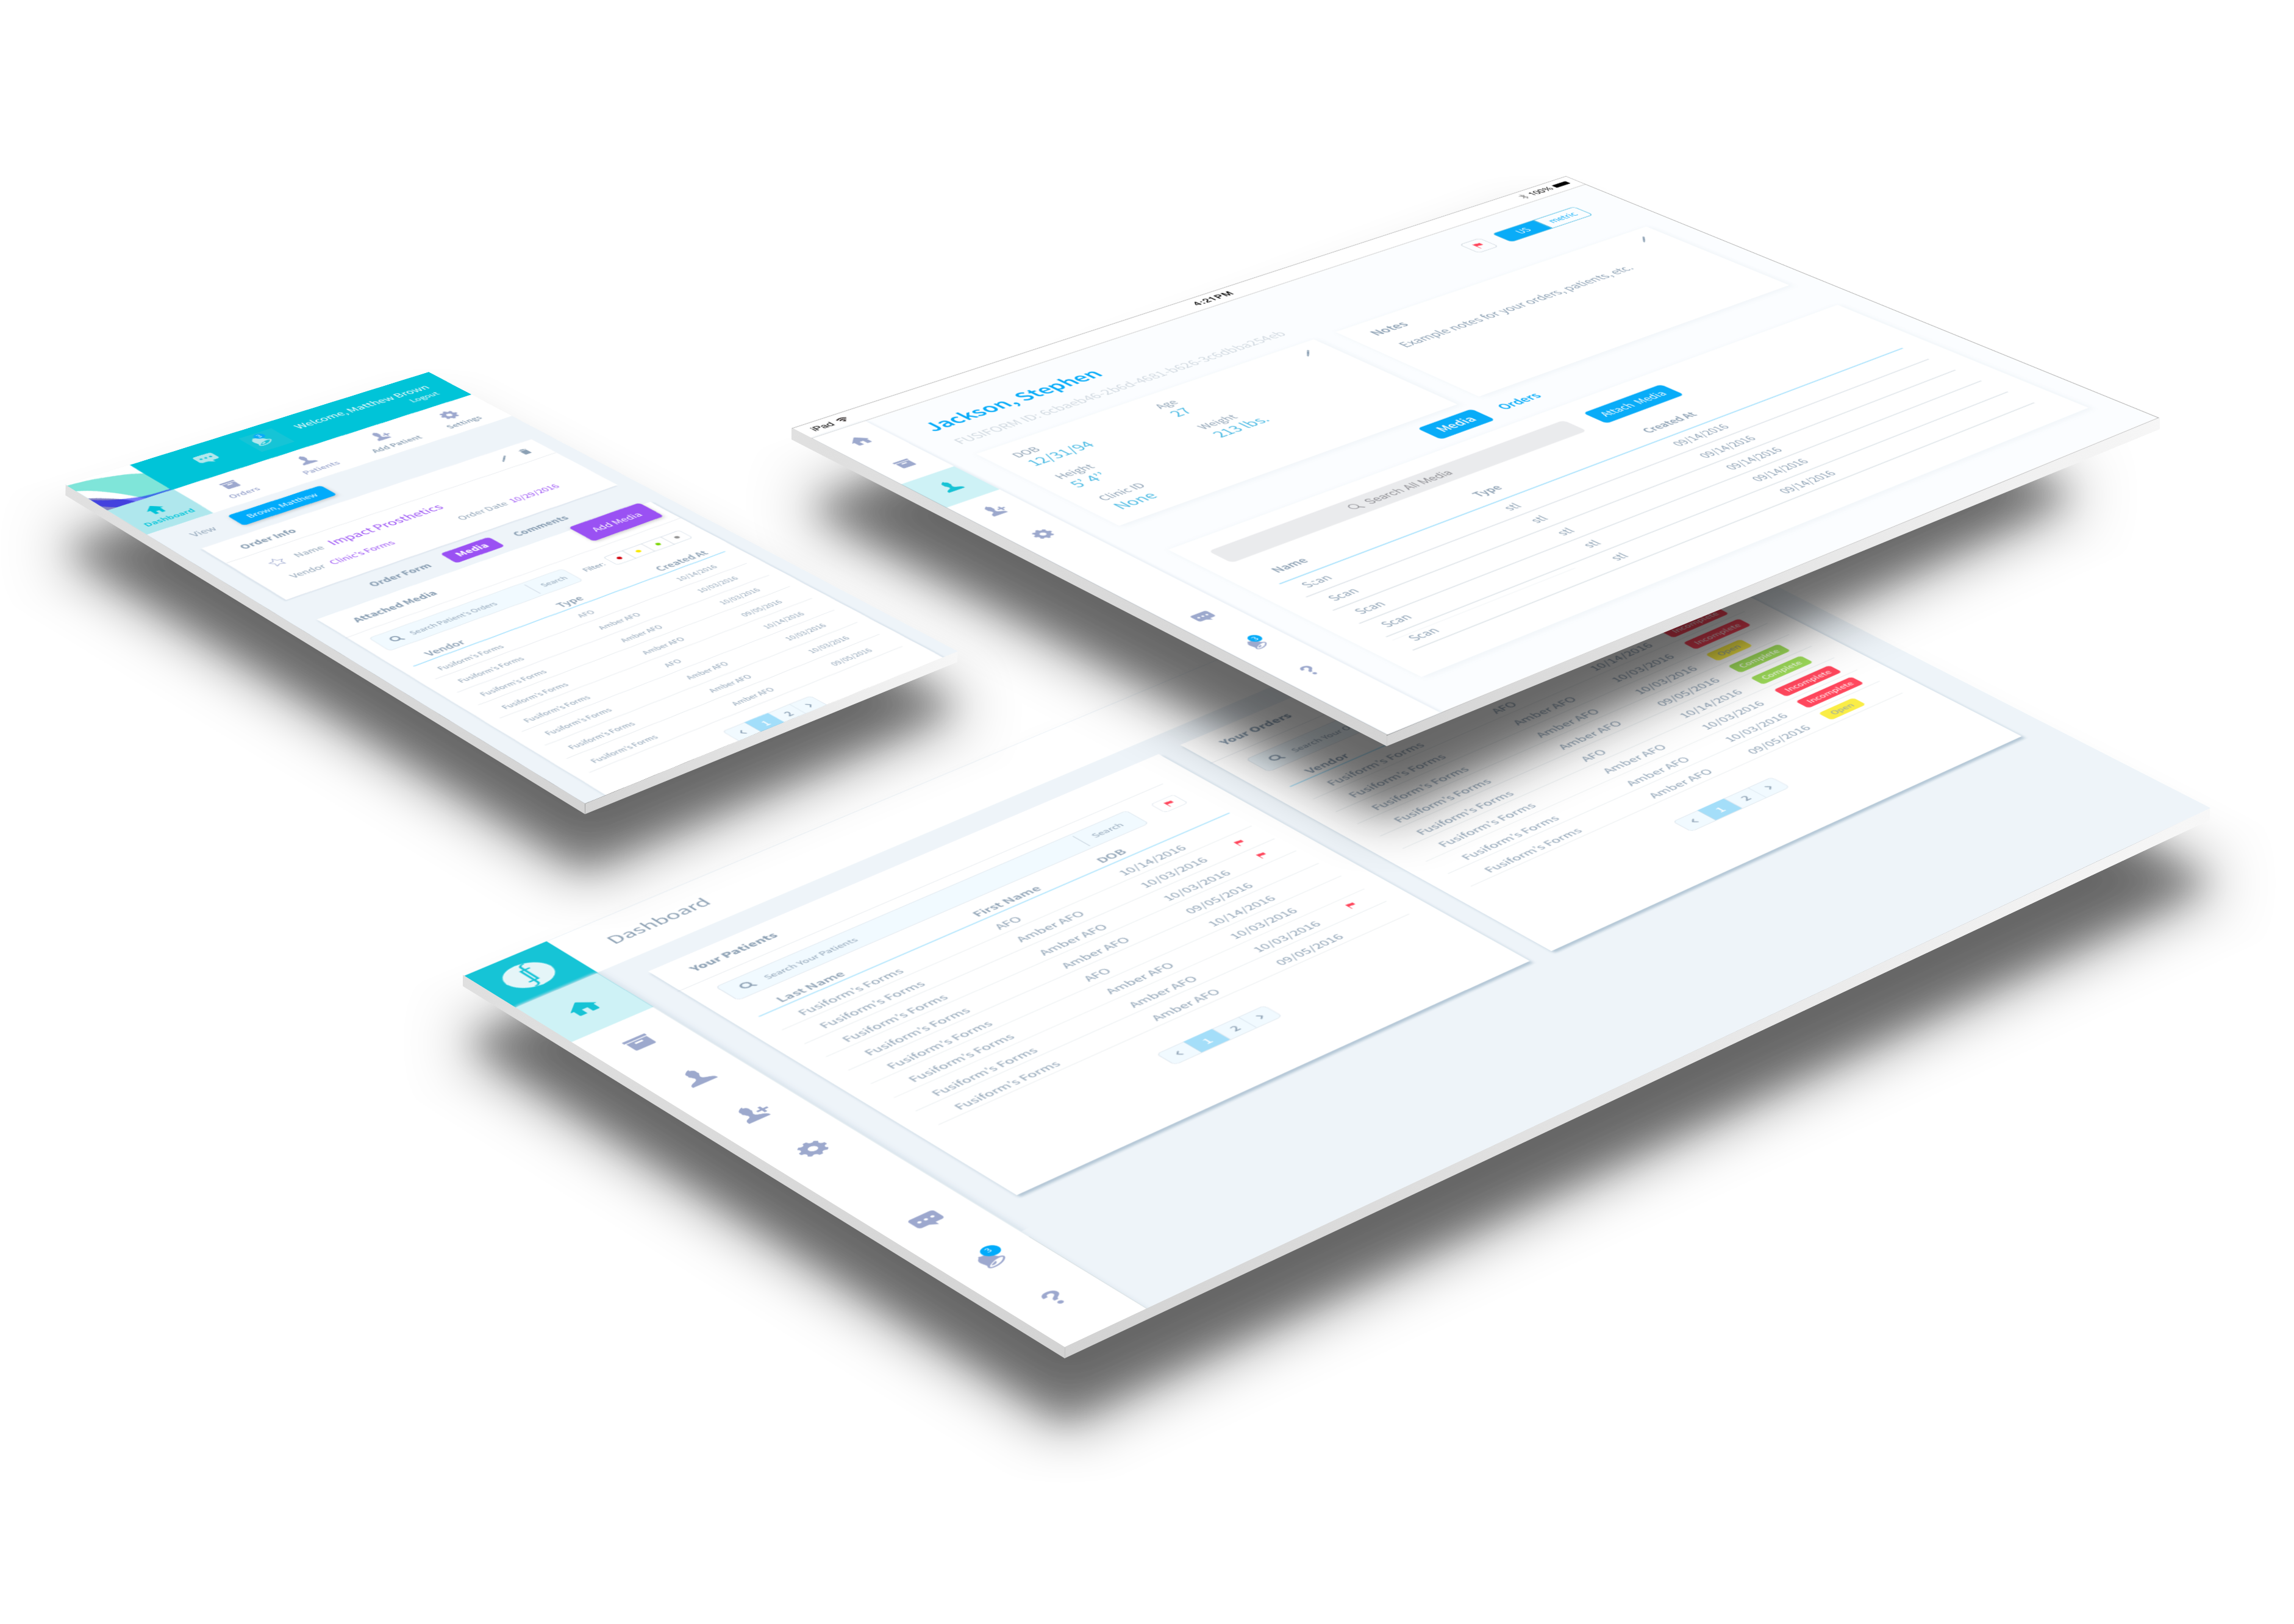 Welcome, Matthew Brown
Logout
Dashboard
Orders
Patients
Add Patient
Settings
View
Brown, Matthew
Order Info
Name Impact Prosthetics
Order Date 10/29/2016
Vendor Clinic's Forms
Order Form Media Comments
Attached Media
Add Media
Search Patient's Orders Search Filter:
Vendor Type Created At
Fusiform's Forms AFO 10/14/2016
Fusiform's Forms Amber AFO 10/03/2016
Fusiform's Forms Amber AFO 10/03/2016
Fusiform's Forms Amber AFO 09/05/2016
Fusiform's Forms AFO 10/14/2016
Fusiform's Forms Amber AFO 10/03/2016
Fusiform's Forms Amber AFO 10/03/2016
Fusiform's Forms Amber AFO 09/05/2016
1 2
iPad 4:21PM 100%
US metric
Jackson, Stephen
DOB
12/31/94
Age
27
Height
5' 4"
Weight
213 lbs.
Clinic ID
None
Notes
Example notes for your orders, patients, etc.
Media Orders
Search All Media
Attach Media
Name Type Created At
Scan stl 09/14/2016
Scan stl 09/14/2016
Scan stl 09/14/2016
Scan stl 09/14/2016
Scan stl 09/14/2016
3
?
Dashboard
Your Patients
Search Your Patients Search
Last Name First Name DOB
Fusiform's Forms AFO 10/14/2016
Fusiform's Forms Amber AFO 10/03/2016
Fusiform's Forms Amber AFO 10/03/2016
Fusiform's Forms Amber AFO 09/05/2016
Fusiform's Forms AFO 10/14/2016
Fusiform's Forms Amber AFO 10/03/2016
Fusiform's Forms Amber AFO 10/03/2016
Fusiform's Forms Amber AFO 09/05/2016
1 2
Your Orders
Search Your
Vendor
Fusiform's Forms AFO 10/14/2016 Incomplete
Fusiform's Forms Amber AFO 10/03/2016 Incomplete
Fusiform's Forms Amber AFO 10/03/2016 Open
Fusiform's Forms Amber AFO 09/05/2016 Complete
Fusiform's Forms AFO 10/14/2016 Complete
Fusiform's Forms Amber AFO 10/03/2016 Incomplete
Fusiform's Forms Amber AFO 10/03/2016 Incomplete
Fusiform's Forms Amber AFO 09/05/2016 Open
1 2
3
?